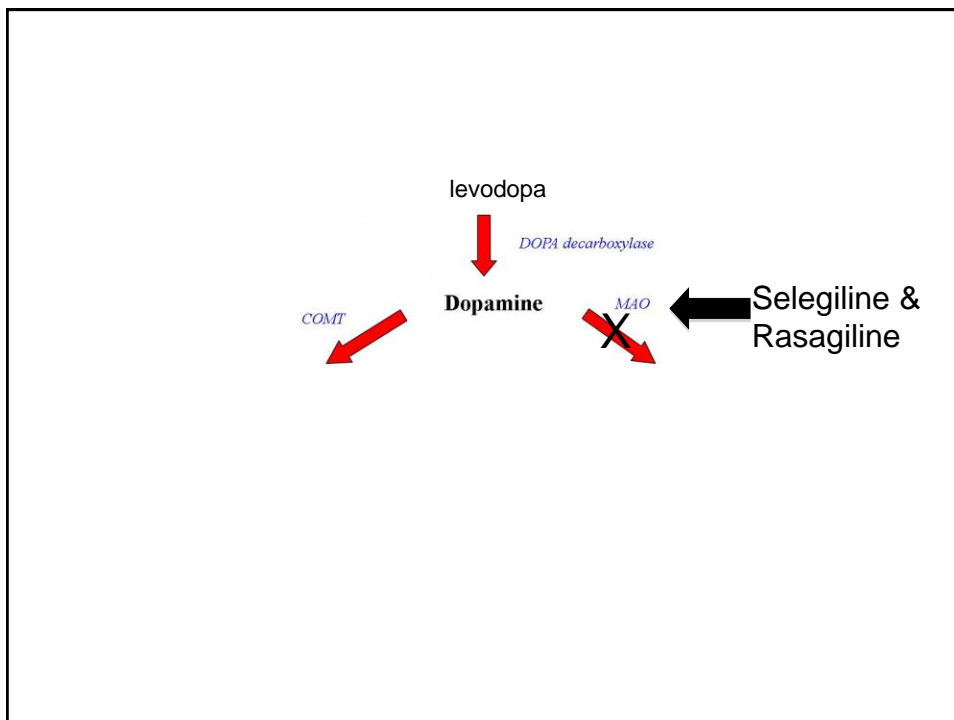 levodopa
DOPA decarboxylase
Dopamine
COMT
MAO
X
Selegiline &
Rasagiline